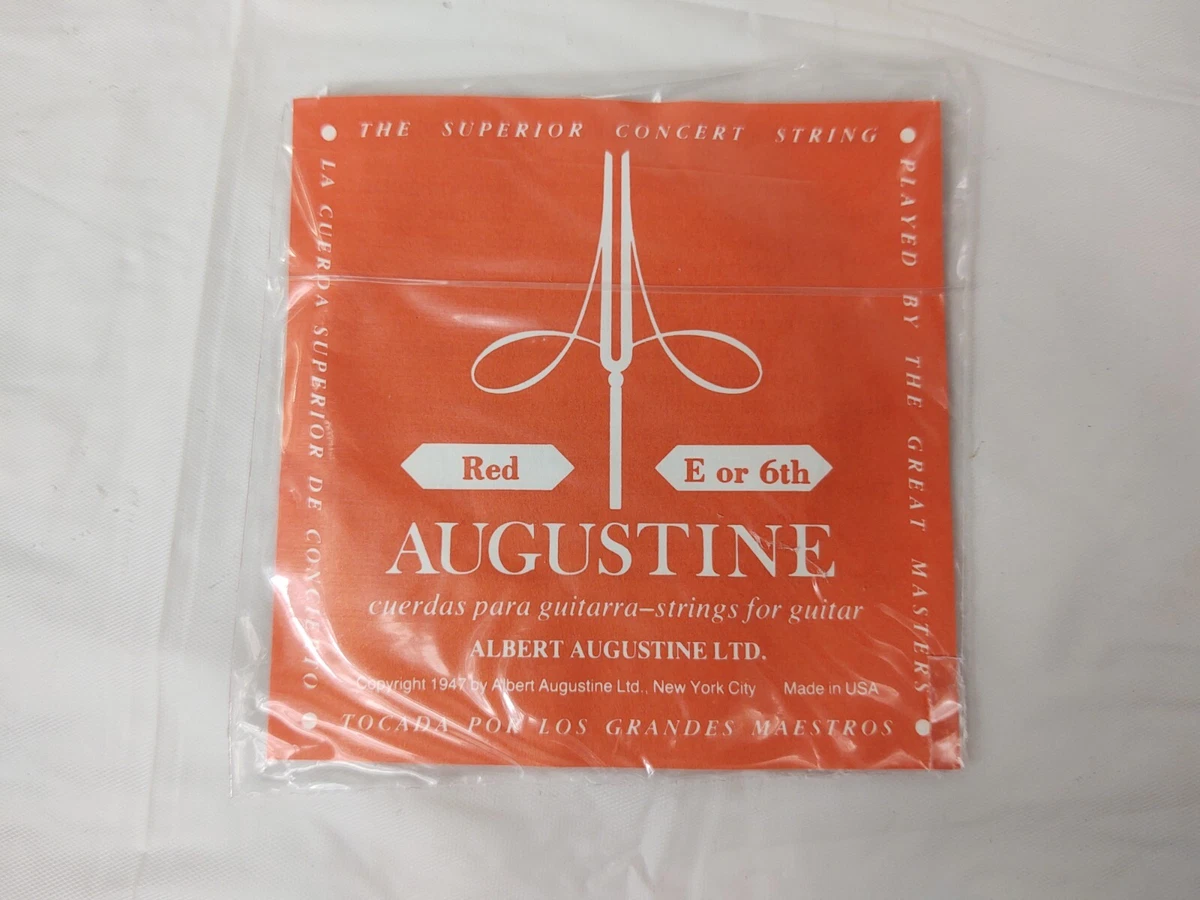 THE SUPERIOR CONCERT STRING
LA CUERDA SUPERIOR DE CONCIERTO
PLAYED BY THE GREAT MASTERS
Red
E or 6th
AUGUSTINE
cuerdas para guitarra–strings for guitar
ALBERT AUGUSTINE LTD.
Copyright 1947 by Albert Augustine Ltd., New York City Made in USA
TOCADA POR LOS GRANDES MAESTROS